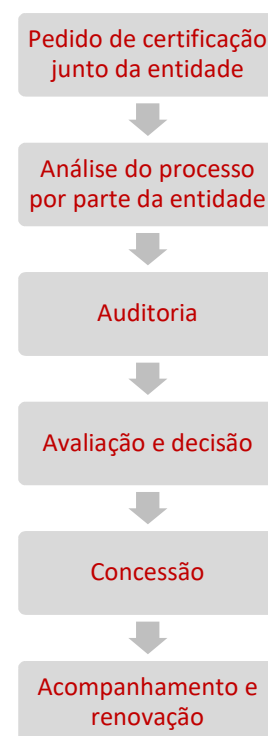 Pedido de certificação
junto da entidade
Análise do processo
por parte da entidade
Auditoria
Avaliação e decisão
Concessão
Acompanhamento e
renovação